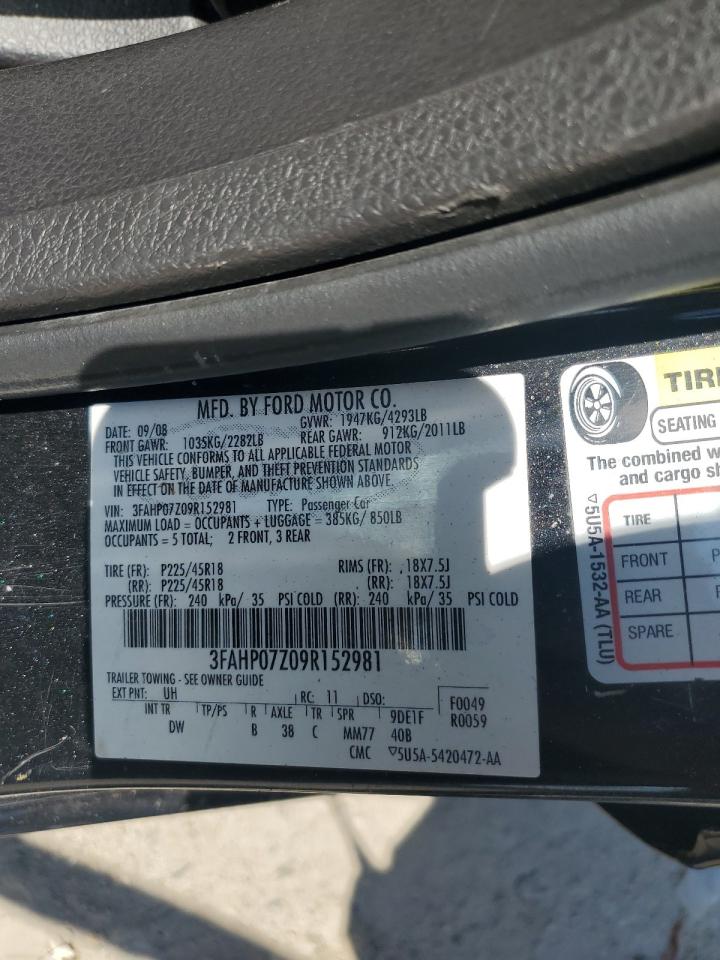 MFD. BY FORD MOTOR CO.
DATE: 09/08 GVWR: 1947KG/4293LB
FRONT GAWR: 1035KG/2282LB REAR GAWR: 912KG/2011LB
THIS VEHICLE CONFORMS TO ALL APPLICABLE FEDERAL MOTOR
VEHICLE SAFETY, BUMPER, AND THEFT PREVENTION STANDARDS
IN EFFECT ON THE DATE OF MANUFACTURE SHOWN ABOVE.
VIN: 3FAHP07Z09R152981 TYPE: Passenger Car
MAXIMUM LOAD = OCCUPANTS + LUGGAGE = 385KG/ 850LB
OCCUPANTS = 5 TOTAL; 2 FRONT, 3 REAR
TIRE (FR): P225/45R18 RIMS (FR): 18X7.5J
(RR): P225/45R18 (RR): 18X7.5J
PRESSURE (FR): 240 kPa/ 35 PSI COLD (RR): 240 kPa/ 35 PSI COLD
3FAHP07Z09R152981
TRAILER TOWING - SEE OWNER GUIDE
EXT PNT: UH RC: 11 DSO: F0049
INT TR TP/PS R AXLE TR SPR 9DE1F R0059
DW B 38 C MM77 40B
CMC ▽5U5A-5420472-AA
TIR
SEATING
The combined w
and cargo sh
TIRE
FRONT P
REAR
SPARE
▽5U5A-1532-AA (TLU)